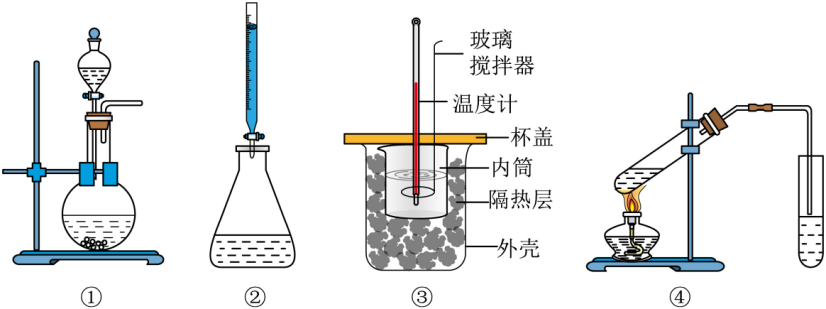 玻璃
搅拌器
温度计
杯盖
内筒
隔热层
外壳
①
②
③
④